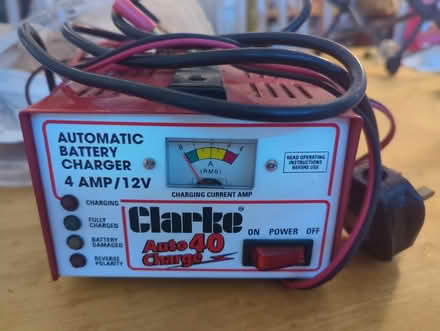 AUTOMATIC
BATTERY
CHARGER
4 AMP/12V
A
(RMS)
CHARGING CURRENT AMP
READ OPERATING
INSTRUCTIONS
BEFORE USE
CHARGING
FULLY
CHARGED
BATTERY
DAMAGED
REVERSE
POLARITY
Clarke®
Auto 40
Charge
ON POWER OFF